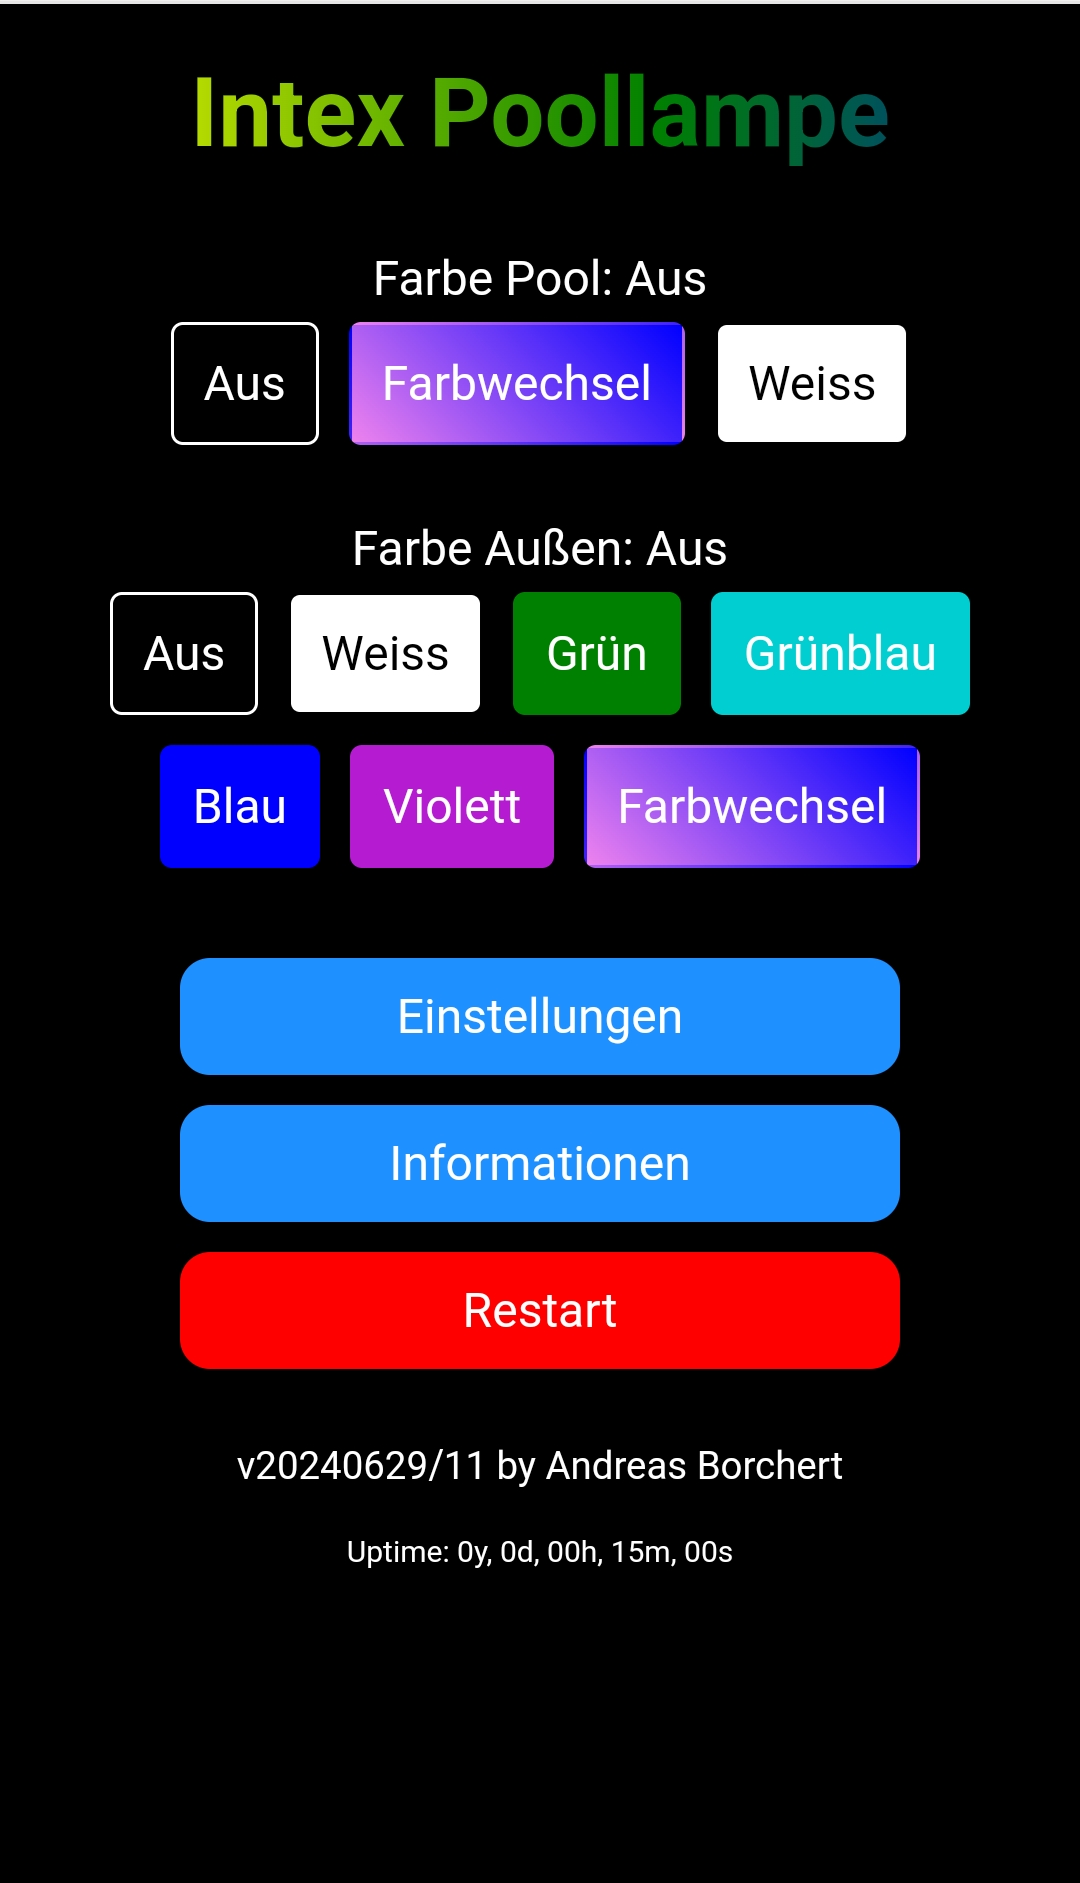 Intex Poollampe
Farbe Pool: Aus
Aus Farbwechsel Weiss
Farbe Außen: Aus
Aus Weiss Grün Grünblau
Blau Violett Farbwechsel
Einstellungen
Informationen
Restart
v20240629/11 by Andreas Borchert
Uptime: 0y, 0d, 00h, 15m, 00s